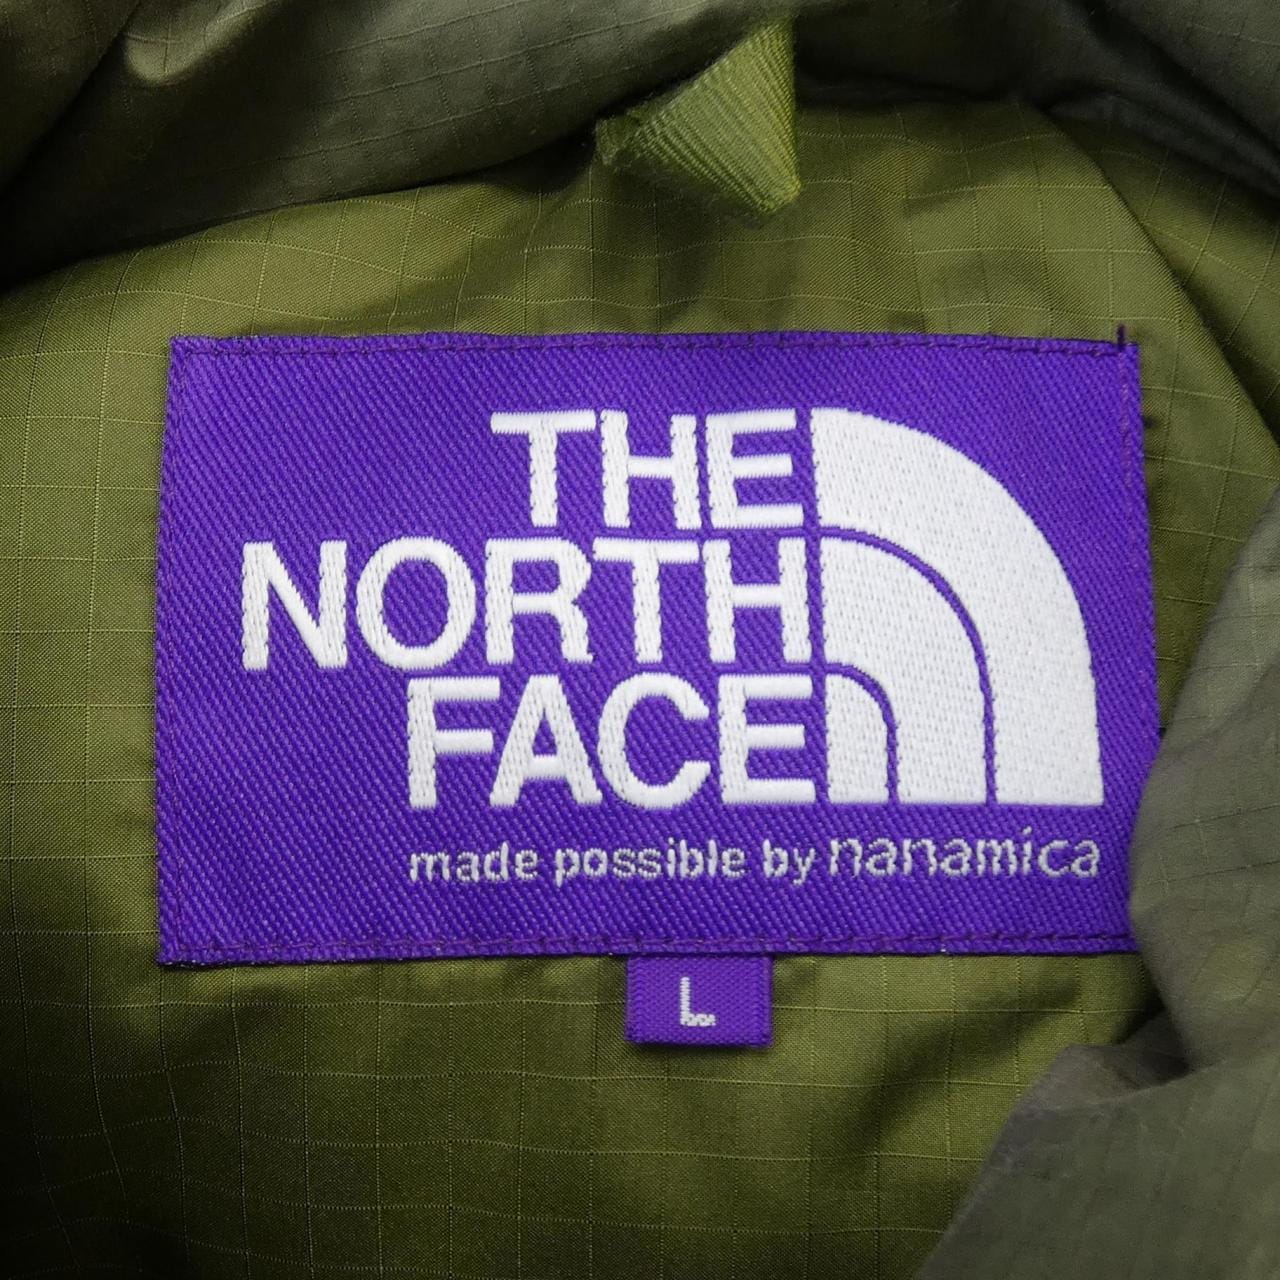 THE
NORTH
FACE
made possible by nanamica
L